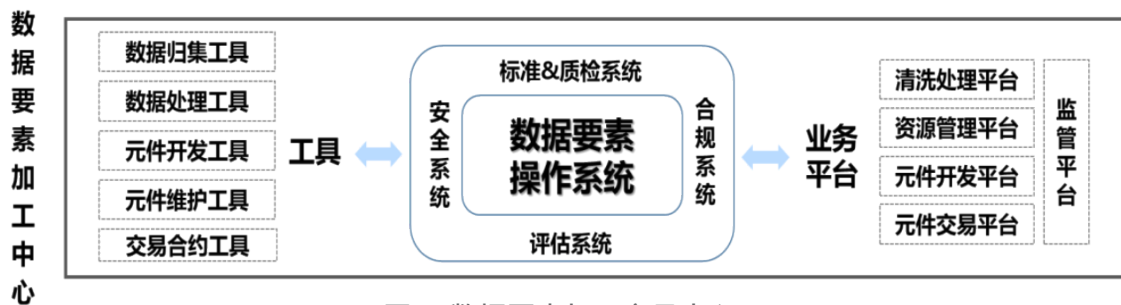 数据要素加工中心
数据归集工具
数据处理工具
元件开发工具
元件维护工具
交易合约工具
工具
标准&质检系统
安全系统
数据要素
操作系统
合规系统
评估系统
业务
平台
清洗处理平台
资源管理平台
元件开发平台
元件交易平台
监管平台